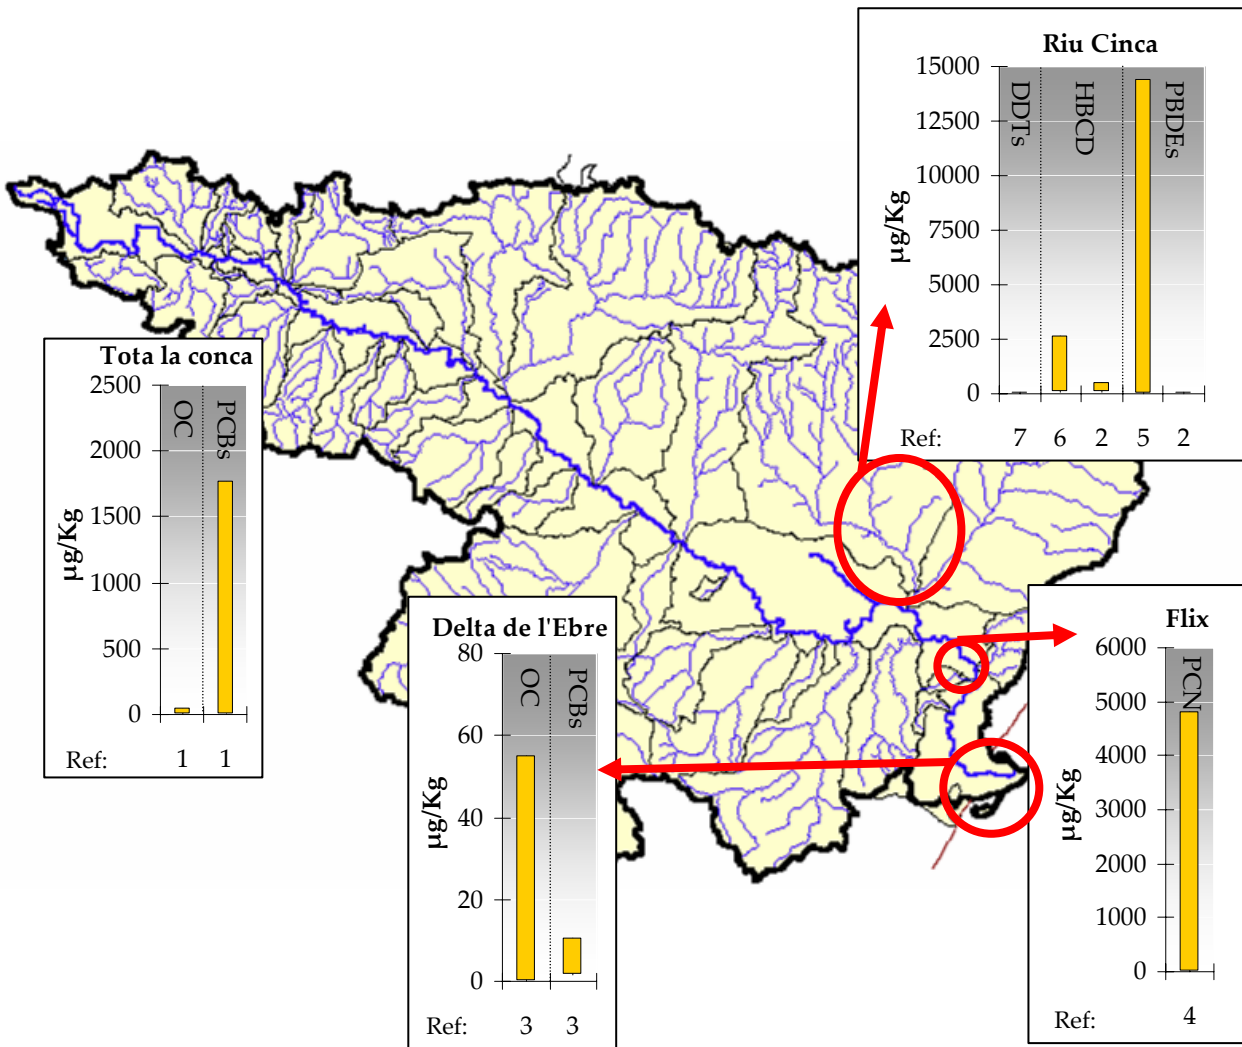 Riu Cinca
15000
12500
10000
7500
5000
2500
0
µg/Kg
DDTs
HBCD
PBDEs
Ref: 7 6 2 5 2
Tota la conca
2500
2000
1500
1000
500
0
µg/Kg
OC
PCBs
Ref: 1 1
Delta de l'Ebre
80
60
40
20
0
µg/Kg
OC
PCBs
Ref: 3 3
Flix
6000
5000
4000
3000
2000
1000
0
µg/Kg
PCN
Ref: 4